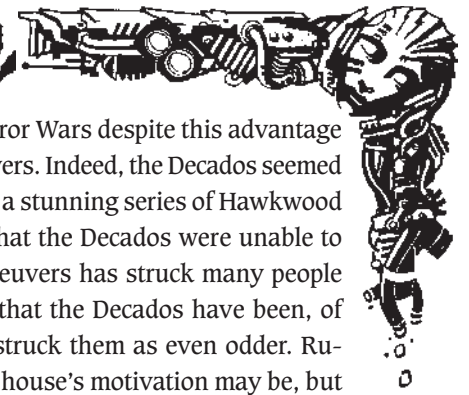 ror Wars despite this advantage
vers. Indeed, the Decados seemed
a stunning series of Hawkwood
hat the Decados were unable to
euvers has struck many people
that the Decados have been, of
struck them as even odder. Ru-
house's motivation may be, but